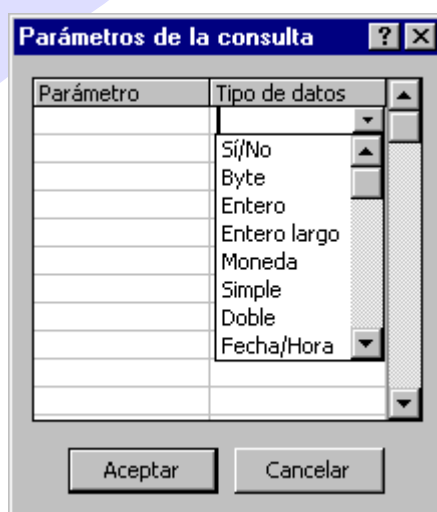 Parámetros de la consulta
Parámetro Tipo de datos
Sí/No
Byte
Entero
Entero largo
Moneda
Simple
Doble
Fecha/Hora
Aceptar Cancelar